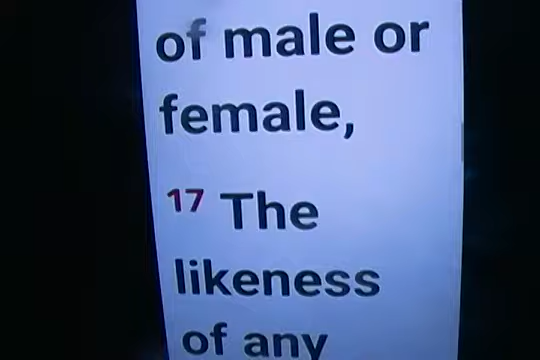 of male or
female,
17 The
likeness
of any